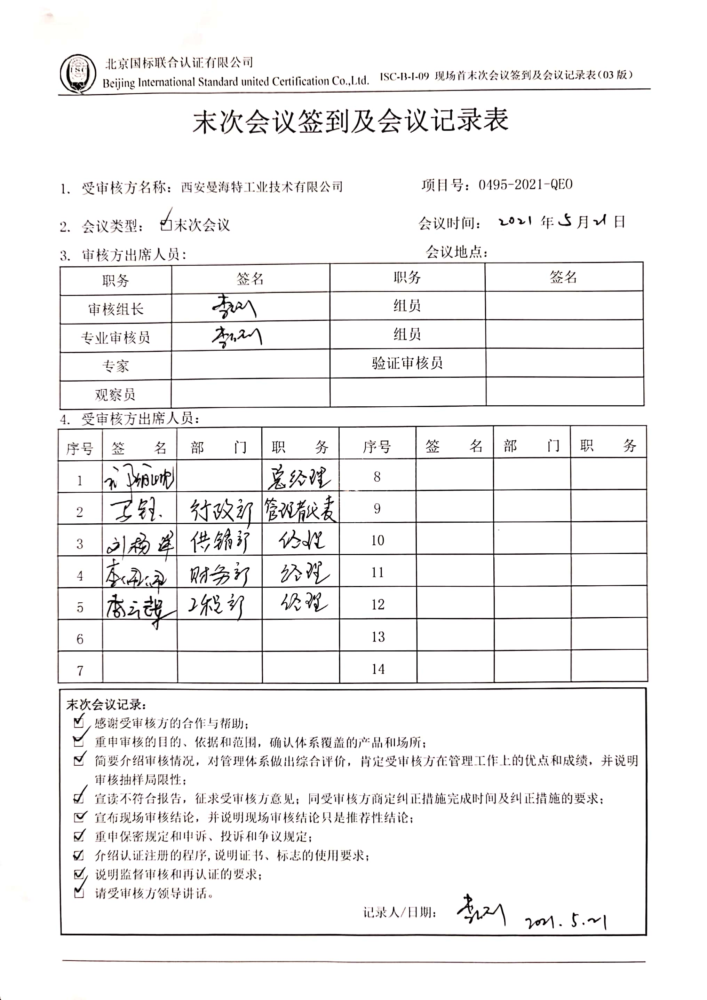 ISC
北京国标联合认证有限公司
Beijing International Standard united Certification Co.,Ltd. ISC-B-I-09 现场首末次会议签到及会议记录表(03版)
末次会议签到及会议记录表
1. 受审核方名称：西安曼海特工业技术有限公司 项目号：0495-2021-QEO
2. 会议类型：☑末次会议 会议时间：2021年5月21日
3. 审核方出席人员： 会议地点：
职务 签名 职务 签名
审核组长 组员
专业审核员 组员
专家 验证审核员
观察员
4. 受审核方出席人员：
序号 签 名 部 门 职 务 序号 签 名 部 门 职 务
1 总经理 8
2 行政部 管理者代表 9
3 刘杨洋 供销部 经理 10
4 李佩佩 财务部 经理 11
5 工程部 经理 12
6 13
7 14
末次会议记录：
☑ 感谢受审核方的合作与帮助；
☑ 重申审核的目的、依据和范围，确认体系覆盖的产品和场所；
☑ 简要介绍审核情况，对管理体系做出综合评价，肯定受审核方在管理工作上的优点和成绩，并说明
审核抽样局限性；
☑ 宣读不符合报告，征求受审核方意见；同受审核方商定纠正措施完成时间及纠正措施的要求；
☑ 宣布现场审核结论，并说明现场审核结论只是推荐性结论；
☑ 重申保密规定和申诉、投诉和争议规定；
☑ 介绍认证注册的程序,说明证书、标志的使用要求；
☑ 说明监督审核和再认证的要求；
☑ 请受审核方领导讲话。
记录人/日期： 2021.5.21